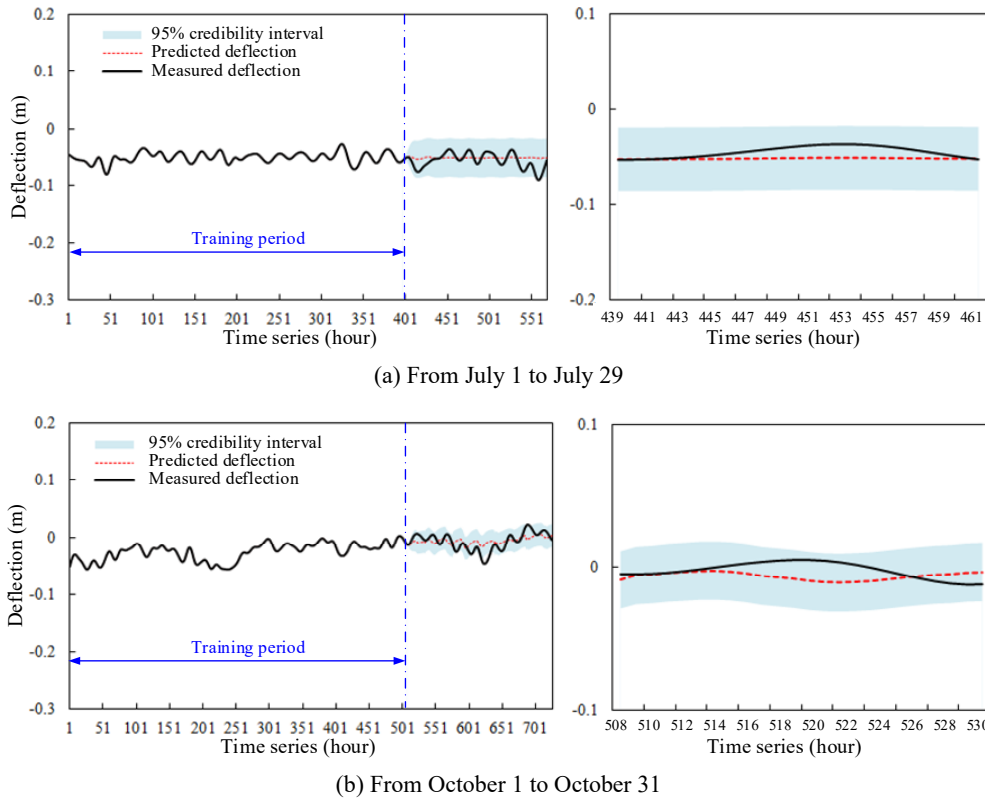 0.2
0.1
0
-0.1
-0.2
-0.3
Deflection (m)
95% credibility interval
Predicted deflection
Measured deflection
Training period
1 51 101 151 201 251 301 351 401 451 501 551
Time series (hour)
0.1
0
-0.1
-0.2
439 441 443 445 447 449 451 453 455 457 459 461
Time series (hour)
(a) From July 1 to July 29
0.2
0.1
0
-0.1
-0.2
-0.3
Deflection (m)
95% credibility interval
Predicted deflection
Measured deflection
Training period
1 51 101 151 201 251 301 351 401 451 501 551 601 651 701
Time series (hour)
0.1
0
-0.1
508 510 512 514 516 518 520 522 524 526 528 530
Time series (hour)
(b) From October 1 to October 31